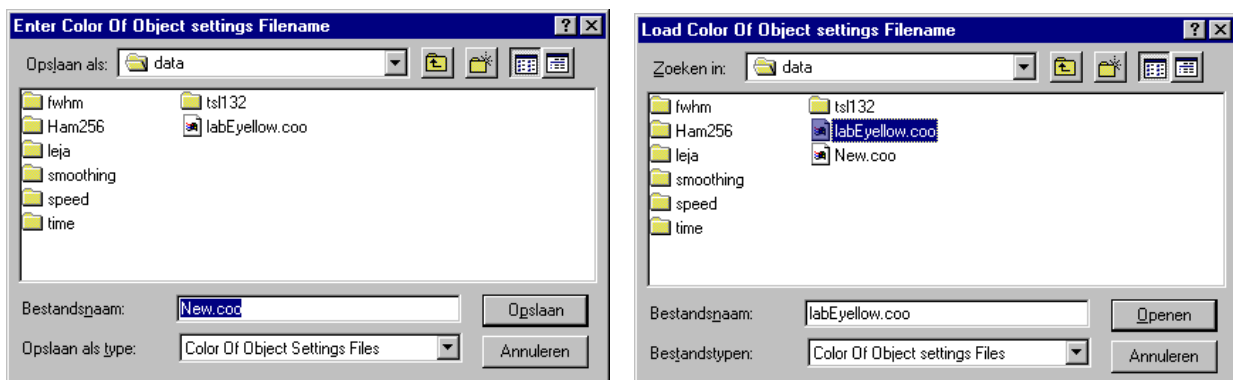 Enter Color Of Object settings Filename
Opslaan als: data
fwhm tsl132
Ham256 labEyellow.coo
leja
smoothing
speed
time
Bestandsnaam: New.coo Opslaan
Opslaan als type: Color Of Object Settings Files Annuleren
Load Color Of Object settings Filename
Zoeken in: data
fwhm tsl132
Ham256 labEyellow.coo
leja New.coo
smoothing
speed
time
Bestandsnaam: labEyellow.coo Openen
Bestandstypen: Color Of Object settings Files Annuleren